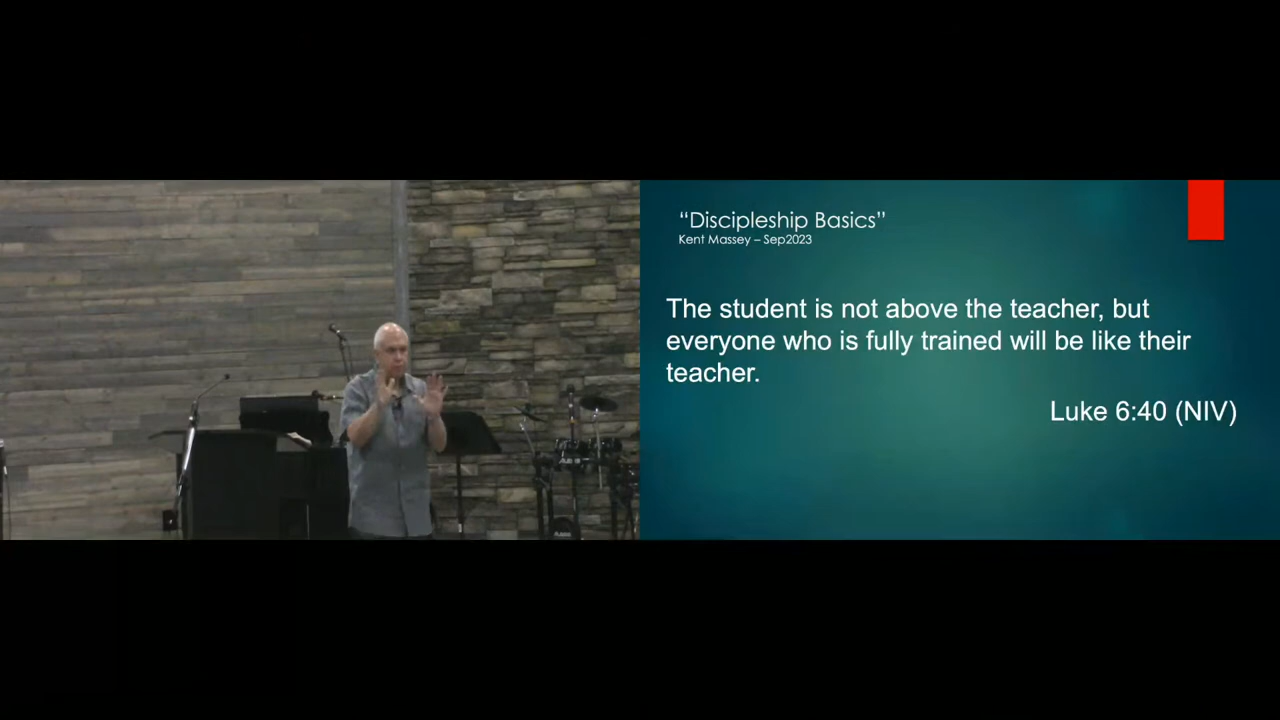 “Discipleship Basics”
Kent Massey – Sep2023
The student is not above the teacher, but
everyone who is fully trained will be like their
teacher.
Luke 6:40 (NIV)